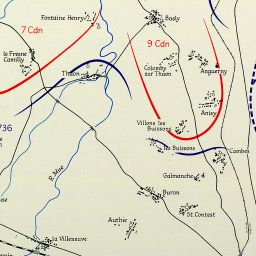 Fontaine Henry
Basly
7 Cdn
9 Cdn
le Fresne
Camilly
Colomby
sur Thaon
Anguerny
Thaon
Anisy
736
Villons les
Buissons
les Buissons
Cambes
R. Mue
Galmanche
Buron
St Contest
Authie
la Villeneuve